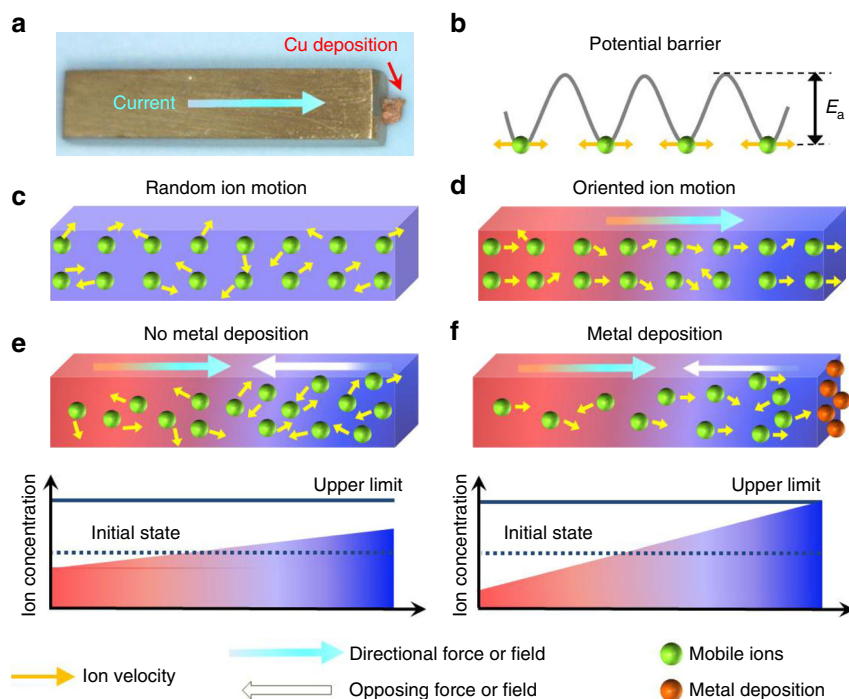 a
Cu deposition
Current
b
Potential barrier
Ea
c
Random ion motion
d
Oriented ion motion
e
No metal deposition
f
Metal deposition
Upper limit
Initial state
Ion concentration
Upper limit
Initial state
Ion concentration
Ion velocity
Directional force or field
Opposing force or field
Mobile ions
Metal deposition